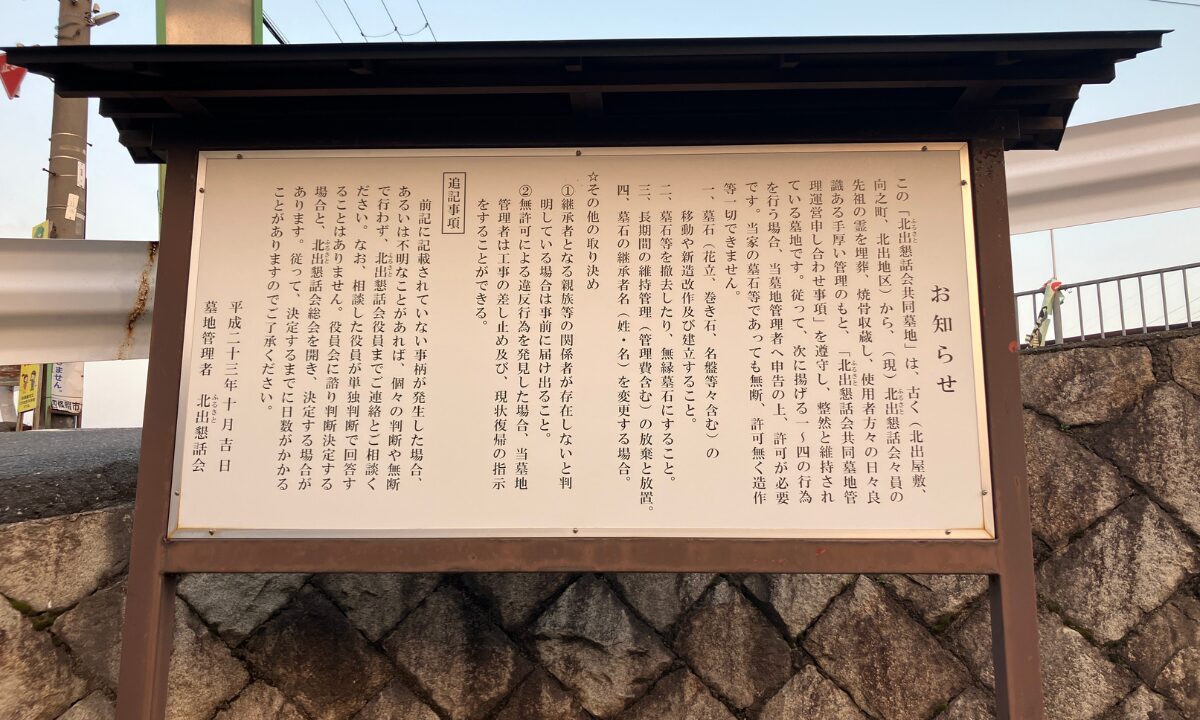 お知らせ
この「北出懇話会共同墓地」は、古く（北出屋敷、
向之町、北出地区）から、（現）北出懇話会々員の
先祖の霊を埋葬、焼骨収蔵し、使用者方々の日々良
識ある手厚い管理のもと、「北出懇話会共同墓地管
理運営申し合わせ事項」を遵守し、整然と維持され
ている墓地です。従って、次に揚げる一～四の行為
を行う場合、当墓地管理者へ申告の上、許可が必要
です。当家の墓石等であっても無断、許可無く造作
等一切できません。
一、墓石（花立、巻き石、名盤等々含む）の
移動や新造改作及び建立すること。
二、墓石等を撤去したり、無縁墓石にすること。
三、長期間の維持管理（管理費含む）の放棄と放置。
四、墓石の継承者名（姓・名）を変更する場合。
☆その他の取り決め
①継承者となる親族等の関係者が存在しないと判
明している場合は事前に届け出ること。
②無許可による違反行為を発見した場合、当墓地
管理者は工事の差し止め及び、現状復帰の指示
をすることができる。
追記事項
前記に記載されていない事柄が発生した場合、
あるいは不明なことがあれば、個々の判断や無断
で行わず、北出懇話会役員までご連絡とご相談く
ださい。なお、相談した役員が単独判断で回答す
ることはありません。役員会に諮り判断決定する
場合と、北出懇話会総会を開き、決定する場合が
あります。従って、決定するまでに日数がかかる
ことがありますのでご了承ください。
平成二十三年十月吉日
墓地管理者 北出懇話会
ふるさと
ふるさと
ふるさと
ふるさと
ふるさと
ふるさと